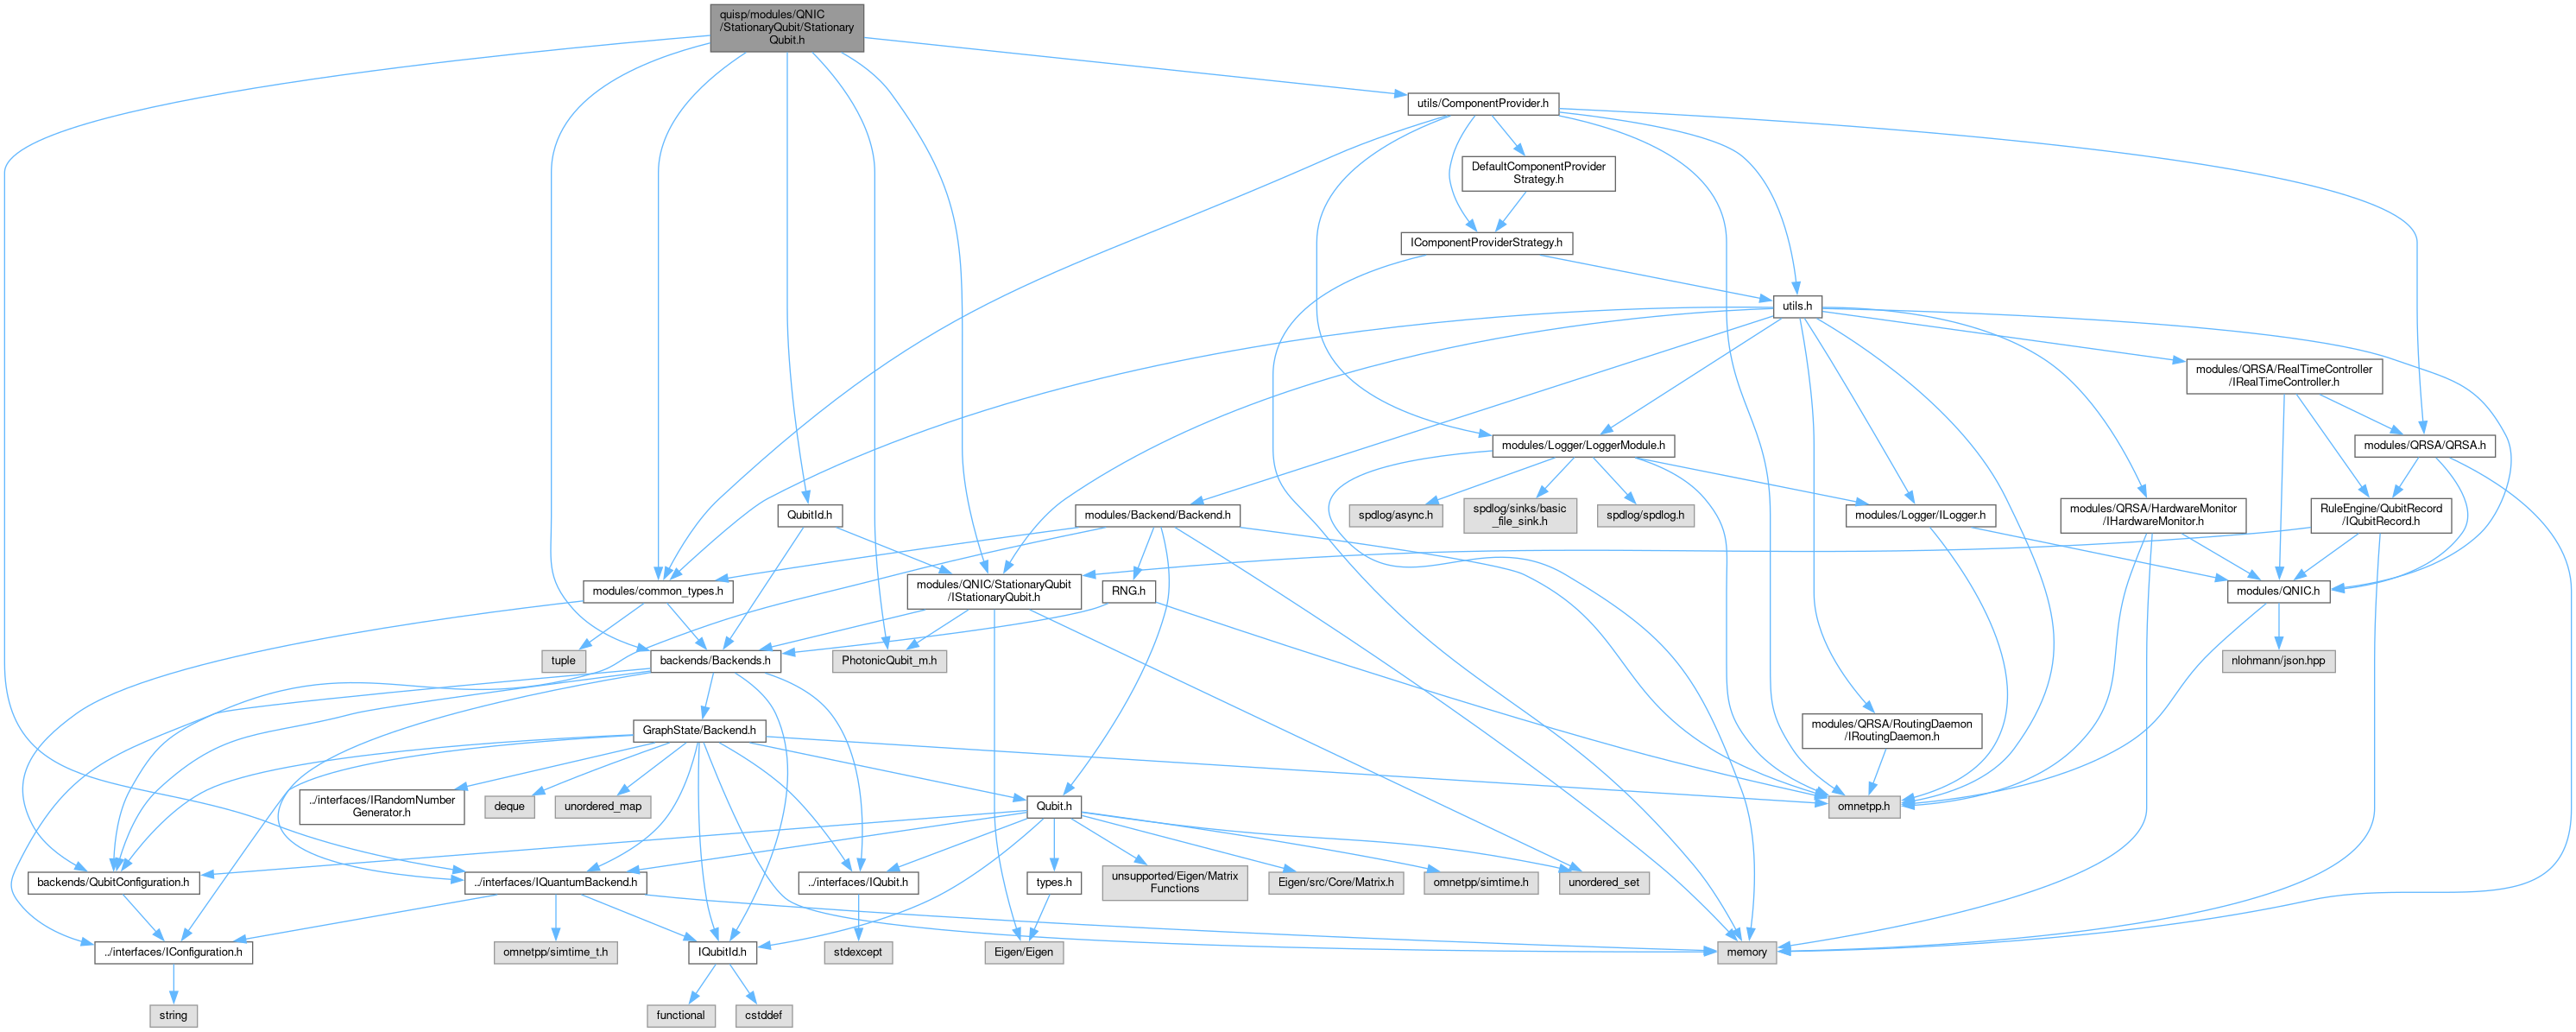 quisp/modules/QNIC
/StationaryQubit/Stationary
Qubit.h
utils/ComponentProvider.h
DefaultComponentProvider
Strategy.h
IComponentProviderStrategy.h
utils.h
modules/QRSA/RealTimeController
/IRealTimeController.h
modules/Logger/LoggerModule.h
modules/QRSA/QRSA.h
QubitId.h
modules/Backend/Backend.h
spdlog/async.h
spdlog/sinks/basic
_file_sink.h
spdlog/spdlog.h
modules/Logger/ILogger.h
modules/QRSA/HardwareMonitor
/IHardwareMonitor.h
RuleEngine/QubitRecord
/IQubitRecord.h
modules/common_types.h
modules/QNIC/StationaryQubit
/IStationaryQubit.h
RNG.h
modules/QNIC.h
tuple
backends/Backends.h
PhotonicQubit_m.h
nlohmann/json.hpp
GraphState/Backend.h
modules/QRSA/RoutingDaemon
/IRoutingDaemon.h
../interfaces/IRandomNumber
Generator.h
deque
unordered_map
Qubit.h
omnetpp.h
backends/QubitConfiguration.h
../interfaces/IQuantumBackend.h
../interfaces/IQubit.h
types.h
unsupported/Eigen/Matrix
Functions
Eigen/src/Core/Matrix.h
omnetpp/simtime.h
unordered_set
../interfaces/IConfiguration.h
omnetpp/simtime_t.h
IQubitId.h
stdexcept
Eigen/Eigen
memory
string
functional
cstddef